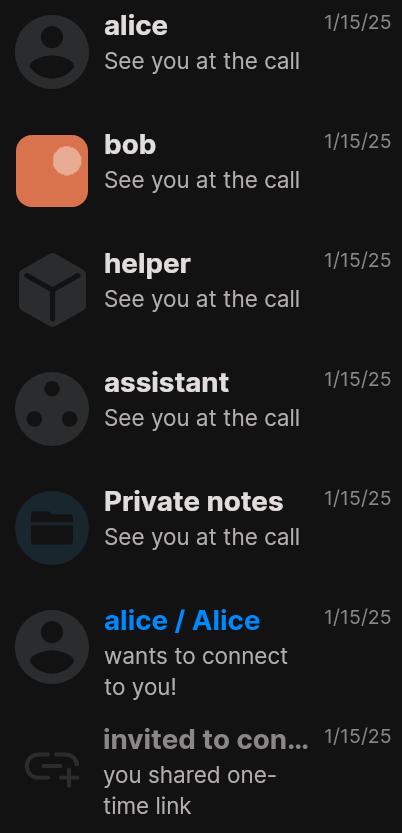 alice 1/15/25
See you at the call
bob 1/15/25
See you at the call
helper 1/15/25
See you at the call
assistant 1/15/25
See you at the call
Private notes 1/15/25
See you at the call
alice / Alice 1/15/25
wants to connect
to you!
invited to con... 1/15/25
you shared one-
time link